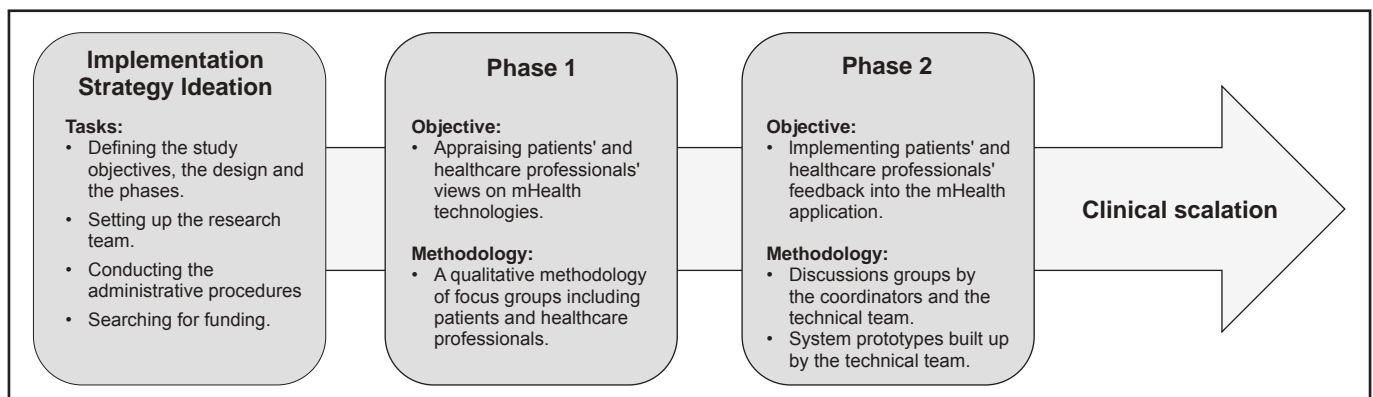 Implementation
Strategy Ideation
Tasks:
• Defining the study
objectives, the design and
the phases.
• Setting up the research
team.
• Conducting the
administrative procedures
• Searching for funding.
Phase 1
Objective:
• Appraising patients' and
healthcare professionals'
views on mHealth
technologies.
Methodology:
• A qualitative methodology
of focus groups including
patients and healthcare
professionals.
Phase 2
Objective:
• Implementing patients' and
healthcare professionals'
feedback into the mHealth
application.
Methodology:
• Discussions groups by
the coordinators and the
technical team.
• System prototypes built up
by the technical team.
Clinical scalation